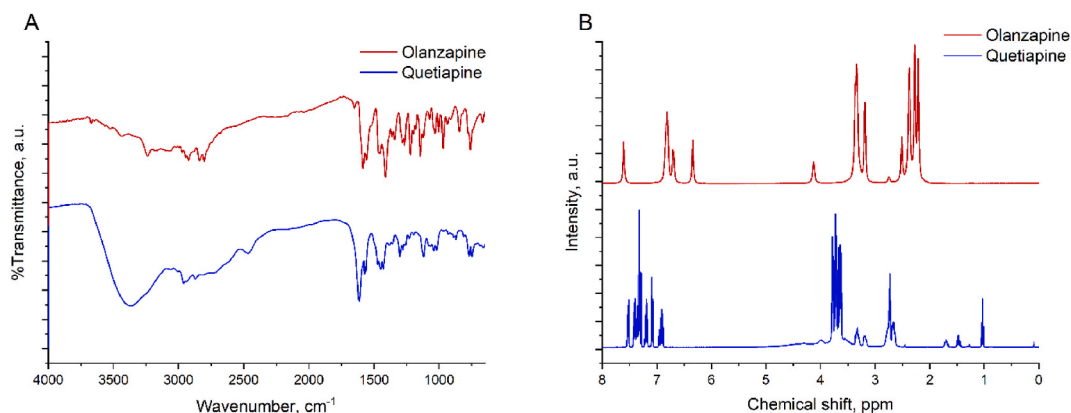 A
Olanzapine
Quetiapine
%Transmittance, a.u.
4000 3000 2500 2000 1500 1000
Wavenumber, cm-1
B
Olanzapine
Quetiapine
Intensity, a.u.
8 7 6 5 4 3 2 1 0
Chemical shift, ppm